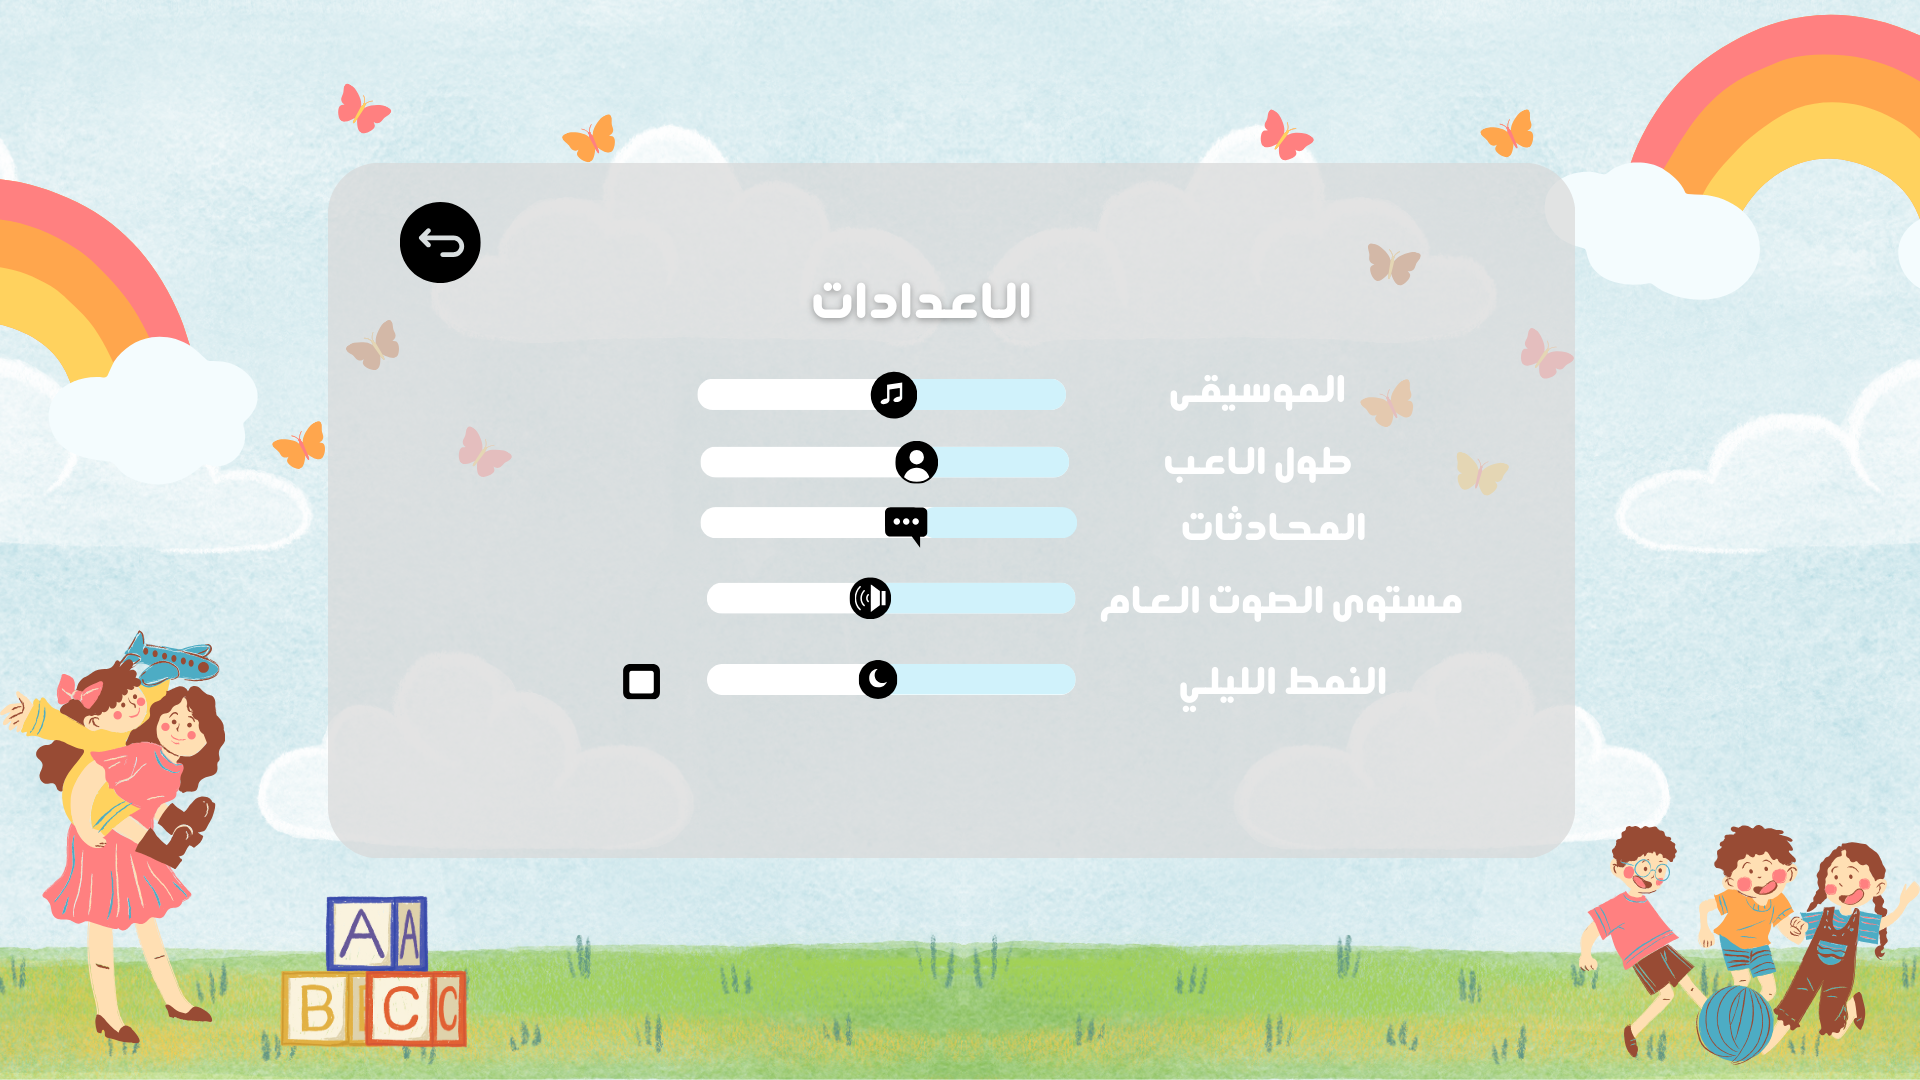 الاعدادات
الموسيقى
طول الاعب
المحادثات
مستوى الصوت العام
النمط الليلي
A A
B C C